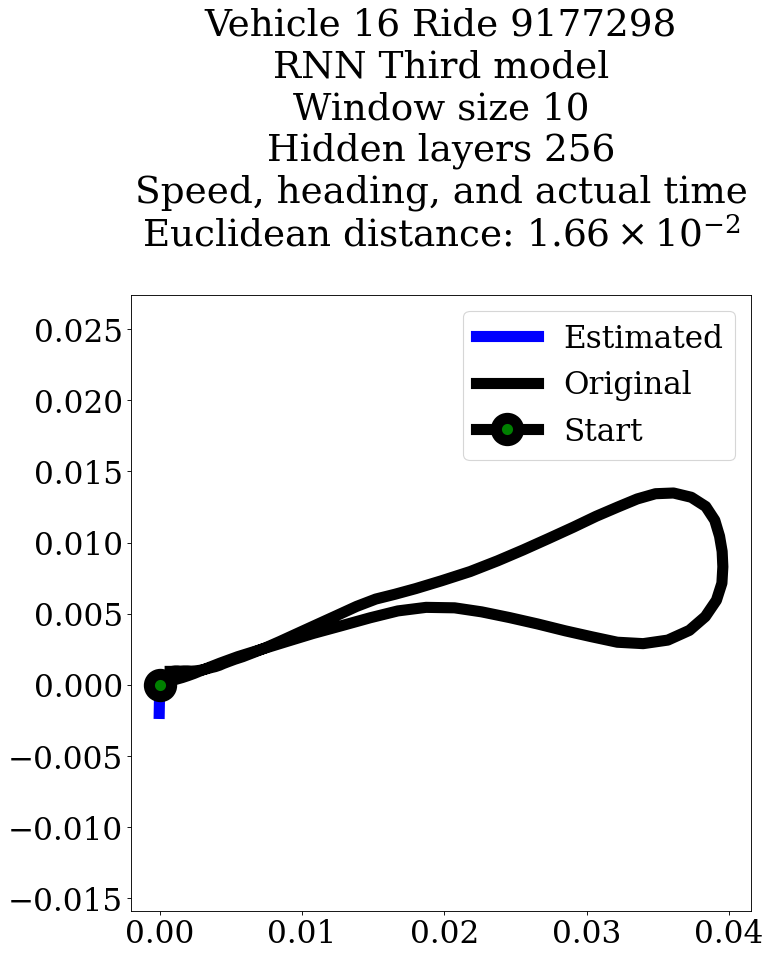 Vehicle 16 Ride 9177298
RNN Third model
Window size 10
Hidden layers 256
Speed, heading, and actual time
Euclidean distance: 1.66 × 10⁻²
Estimated
Original
Start
0.025
0.020
0.015
0.010
0.005
0.000
−0.005
−0.010
−0.015
0.00 0.01 0.02 0.03 0.04